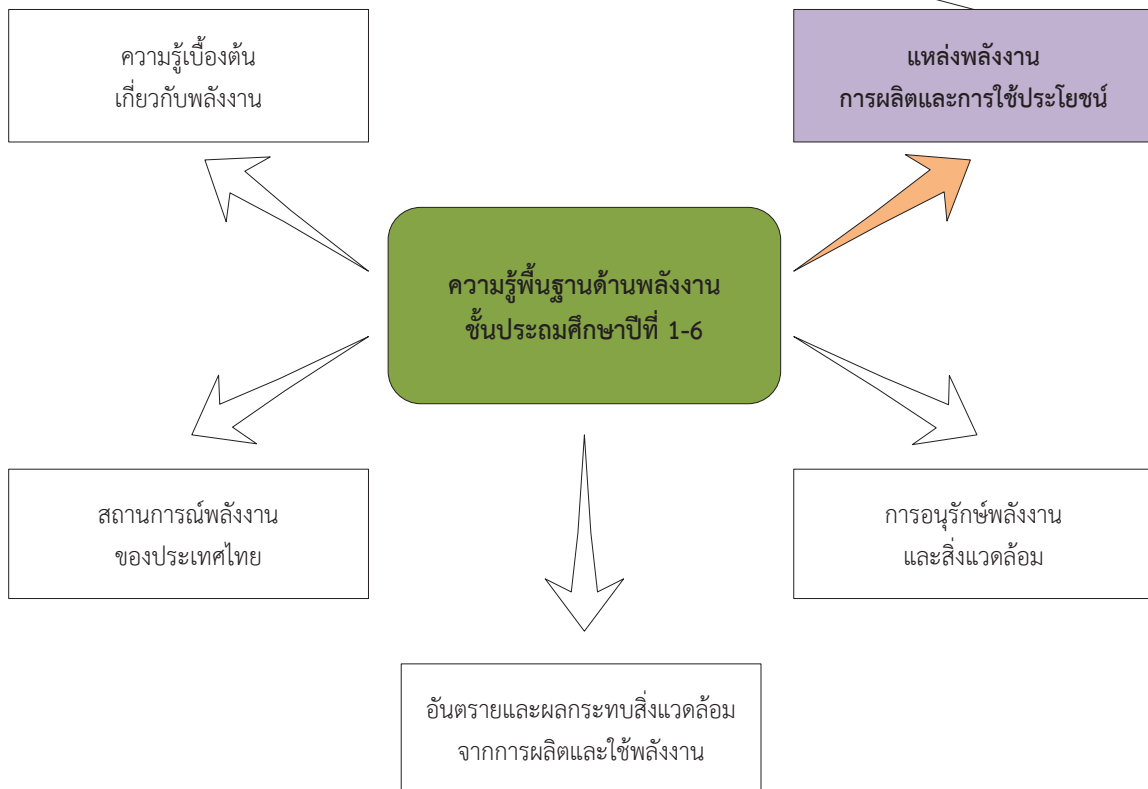 ความรู้เบื้องต้น
เกี่ยวกับพลังงาน
แหล่งพลังงาน
การผลิตและการใช้ประโยชน์
ความรู้พื้นฐานด้านพลังงาน
ชั้นประถมศึกษาปีที่ 1-6
สถานการณ์พลังงาน
ของประเทศไทย
การอนุรักษ์พลังงาน
และสิ่งแวดล้อม
อันตรายและผลกระทบสิ่งแวดล้อม
จากการผลิตและใช้พลังงาน